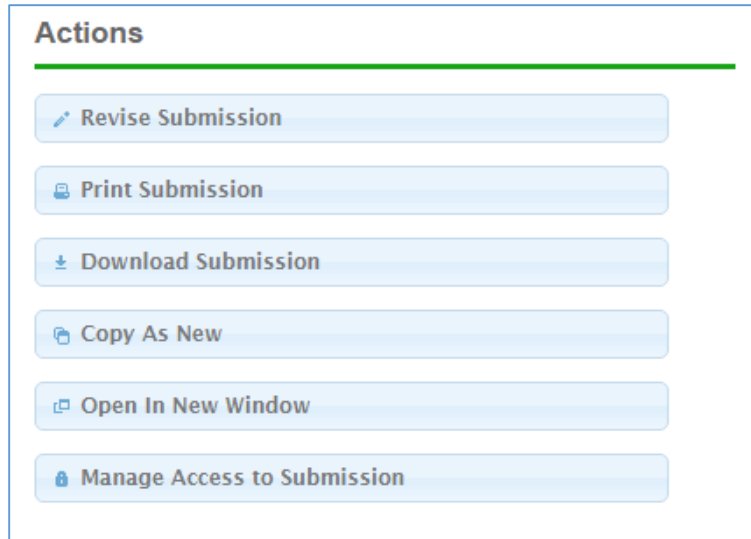 Actions
Revise Submission
Print Submission
Download Submission
Copy As New
Open In New Window
Manage Access to Submission